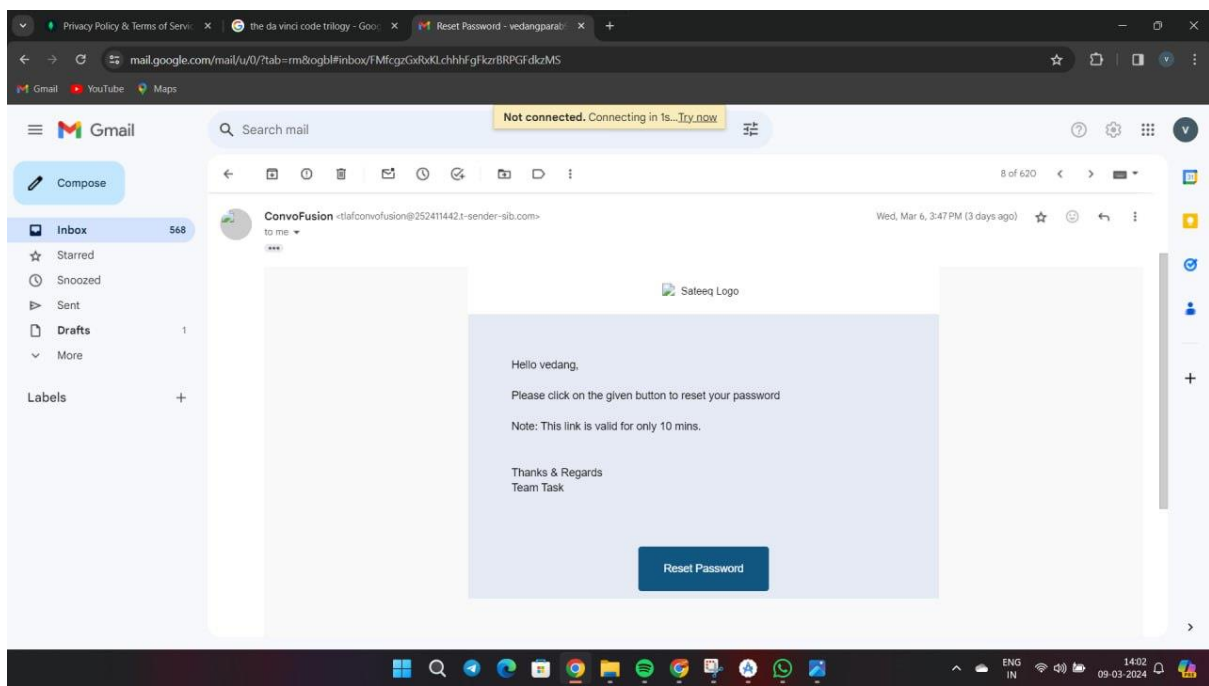 Privacy Policy & Terms of Servic
the da vinci code trilogy - Goog
Reset Password - vedangparab
mail.google.com/mail/u/0/?tab=rm&ogbl#inbox/FMfcgzGxRxKLchhhFgFkzrBRPGFdkzMS
Gmail YouTube Maps
Not connected. Connecting in 1s... Try now
Gmail
Search mail
V
Compose
8 of 620
Inbox 568
Starred
Snoozed
Sent
Drafts 1
More
Labels
ConvoFusion <tlafconvofusion@252411442.t-sender-sib.com>
Wed, Mar 6, 3:47 PM (3 days ago)
to me
Sateeq Logo
Hello vedang,
Please click on the given button to reset your password
Note: This link is valid for only 10 mins.
Thanks & Regards
Team Task
Reset Password
ENG
IN
14:02
09-03-2024